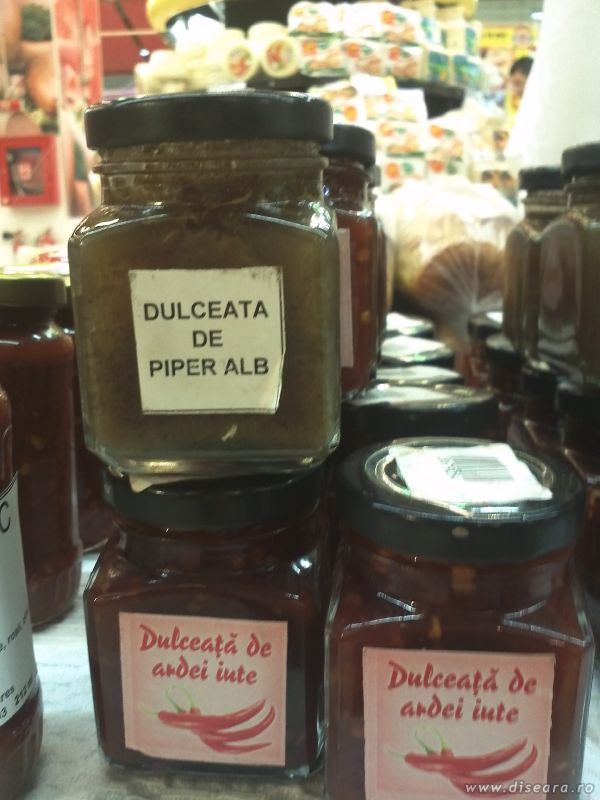 DULCEATA
DE
PIPER ALB
Dulceață de
ardei iute
Dulceață de
ardei iute
C
www.diseara.ro